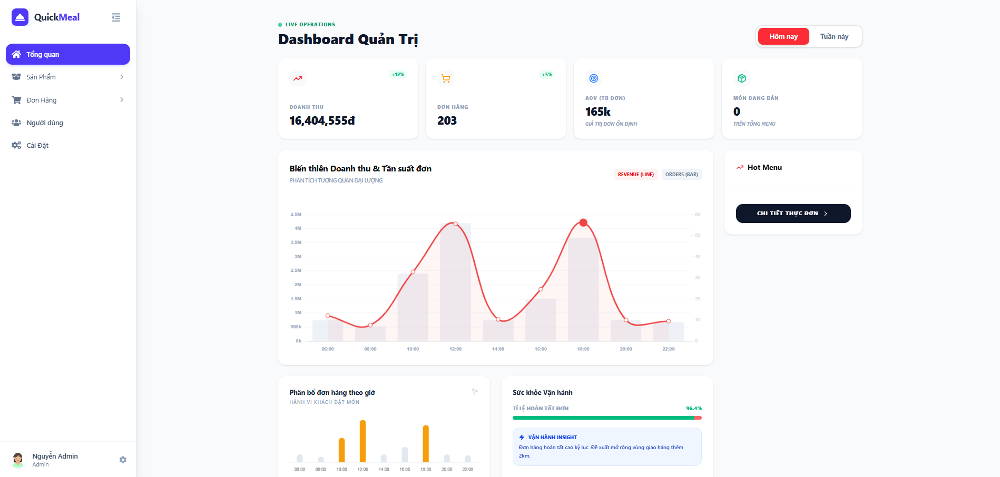 QuickMeal
Tổng quan
Sản Phẩm
Đơn Hàng
Người dùng
Cài Đặt
Nguyễn Admin
Admin
LIVE OPERATIONS
Dashboard Quản Trị
Hôm nay
Tuần này
+12%
DOANH THU
16,404,555đ
+5%
ĐƠN HÀNG
203
AOV (TB ĐƠN)
165k
GIÁ TRỊ ĐƠN ỔN ĐỊNH
MÓN ĐANG BÁN
0
TRÊN TỔNG MENU
Biến thiên Doanh thu & Tần suất đơn
PHÂN TÍCH TƯƠNG QUAN ĐẠI LƯỢNG
REVENUE (LINE)
ORDERS (BAR)
4.5M
4M
3.5M
3M
2.5M
2M
1.5M
1M
500k
0k
60
50
40
30
20
10
0
06:00 08:00 10:00 12:00 14:00 16:00 18:00 20:00 22:00
Hot Menu
CHI TIẾT THỰC ĐƠN
Phân bổ đơn hàng theo giờ
HÀNH VI KHÁCH ĐẶT MÓN
06:00 08:00 10:00 12:00 14:00 16:00 18:00 20:00 22:00
Sức khỏe Vận hành
TỈ LỆ HOÀN TẤT ĐƠN
96.4%
VẬN HÀNH INSIGHT
Đơn hàng hoàn tất cao kỷ lục. Đề xuất mở rộng vùng giao hàng thêm
2km.